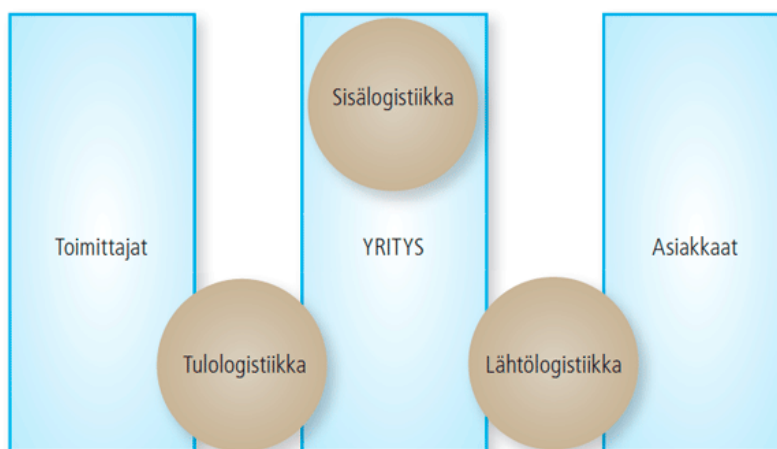 Sisälogistiikka
Toimittajat
YRITYS
Asiakkaat
Tulologistiikka
Lähtölogistiikka